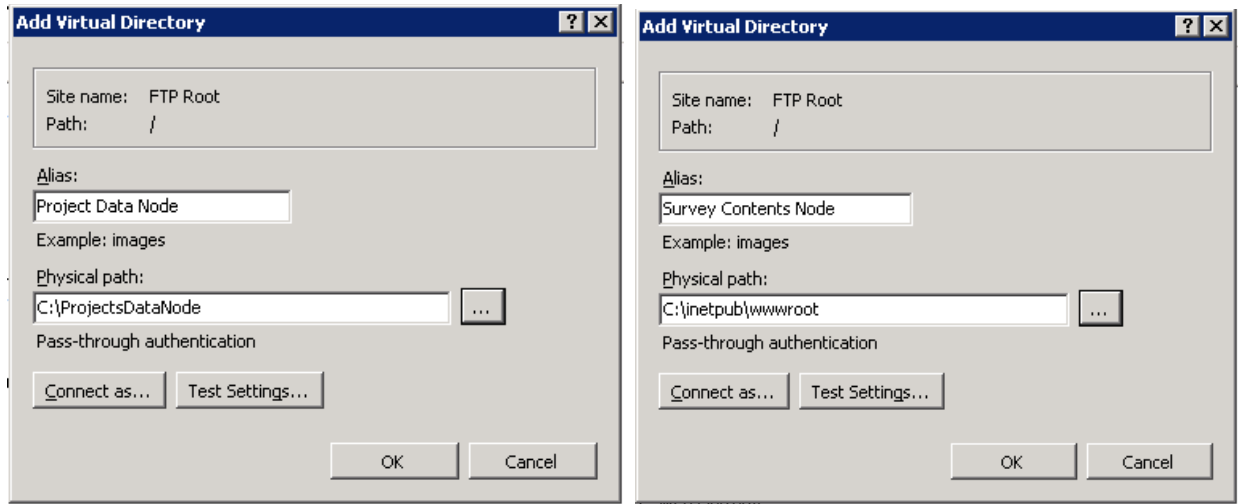 Add Virtual Directory
Site name: FTP Root
Path: /
Alias:
Project Data Node
Example: images
Physical path:
C:\ProjectsDataNode
...
Pass-through authentication
Connect as...
Test Settings...
OK
Cancel
Add Virtual Directory
Site name: FTP Root
Path: /
Alias:
Survey Contents Node
Example: images
Physical path:
C:\inetpub\wwwroot
...
Pass-through authentication
Connect as...
Test Settings...
OK
Cancel